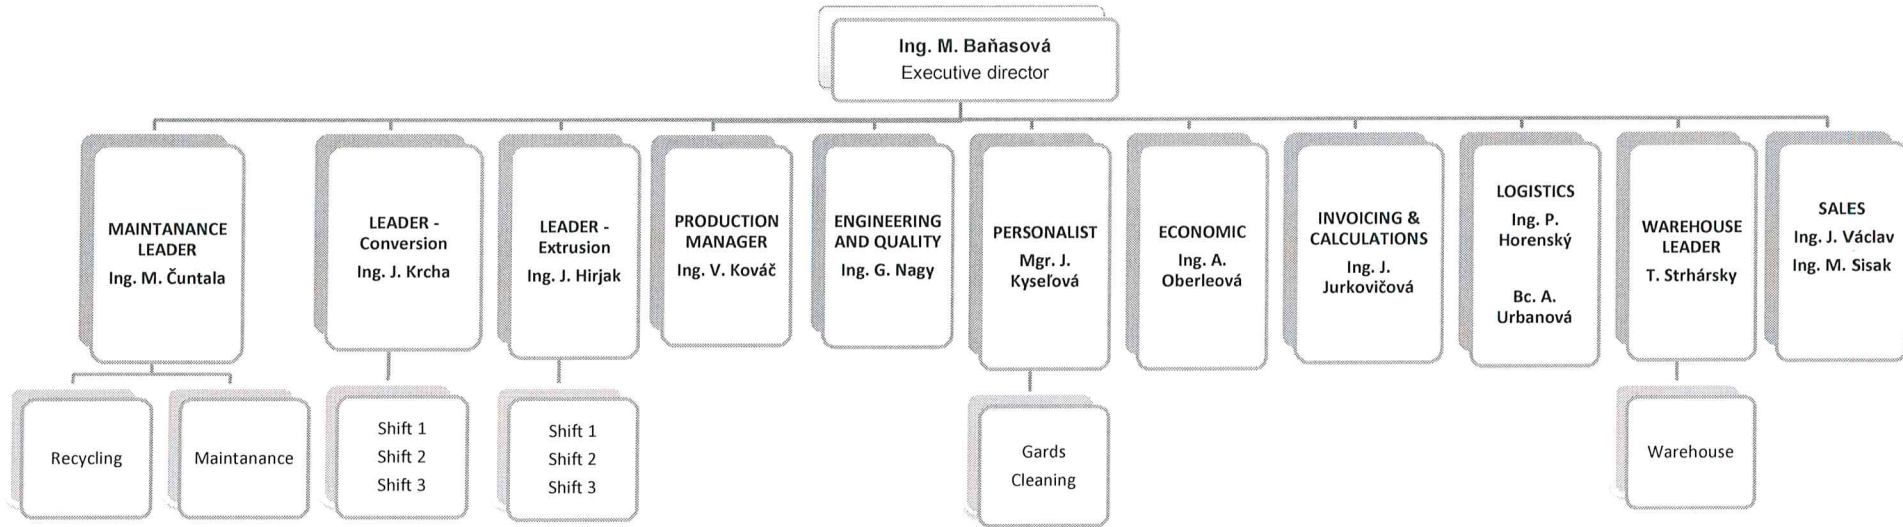 Ing. M. Baňasová
Executive director
MAINTANANCE
LEADER
Ing. M. Čuntala
LEADER -
Conversion
Ing. J. Krcha
LEADER -
Extrusion
Ing. J. Hirjak
PRODUCTION
MANAGER
Ing. V. Kováč
ENGINEERING
AND QUALITY
Ing. G. Nagy
PERSONALIST
Mgr. J.
Kyseľová
ECONOMIC
Ing. A.
Oberleová
INVOICING &
CALCULATIONS
Ing. J.
Jurkovičová
LOGISTICS
Ing. P.
Horenský
Bc. A.
Urbanová
WAREHOUSE
LEADER
T. Strhársky
SALES
Ing. J. Václav
Ing. M. Sisak
Recycling
Maintanance
Shift 1
Shift 2
Shift 3
Shift 1
Shift 2
Shift 3
Gards
Cleaning
Warehouse